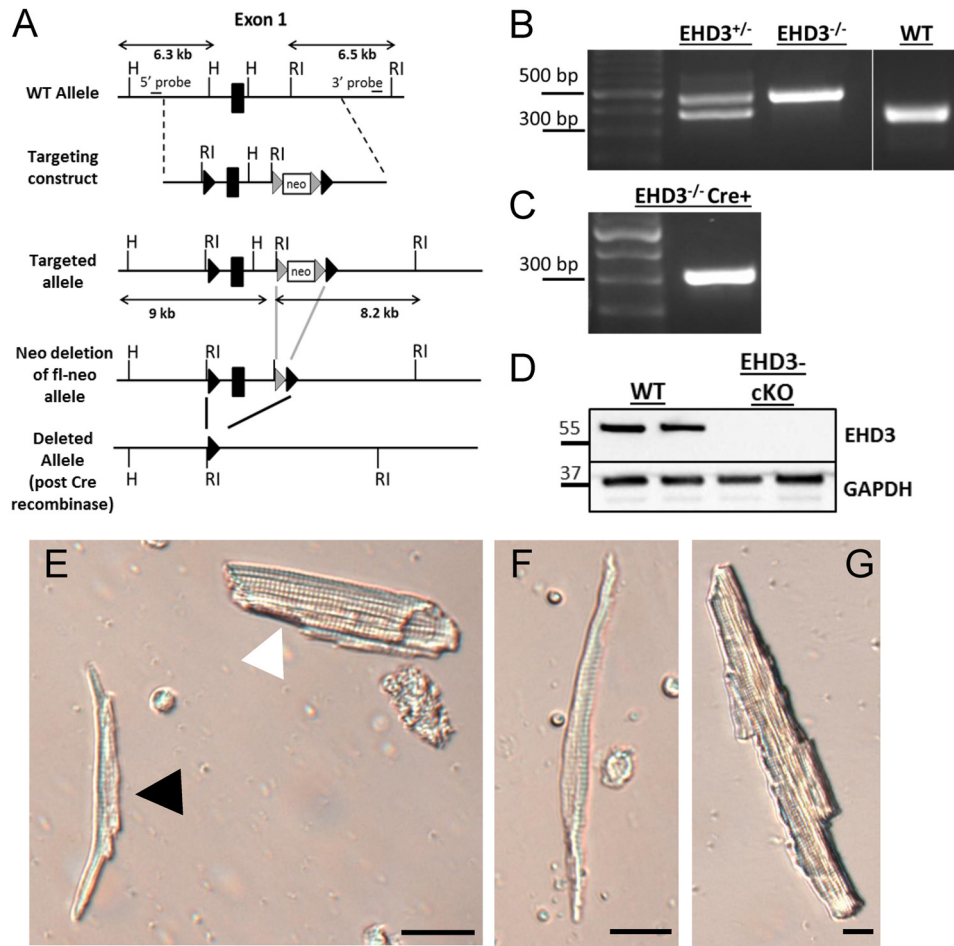 A
Exon 1
6.3 kb
6.5 kb
H H H RI RI
5’ probe
3’ probe
WT Allele
Targeting
construct
RI H RI
neo
Targeted
allele
H RI H RI RI
neo
9 kb
8.2 kb
Neo deletion
of fl-neo
allele
H RI RI
Deleted
Allele
(post Cre
recombinase)
H RI RI
B
EHD3+/- EHD3-/- WT
500 bp
300 bp
C
EHD3-/- Cre+
300 bp
D
WT
EHD3-
cKO
55
EHD3
37
GAPDH
E
F
G